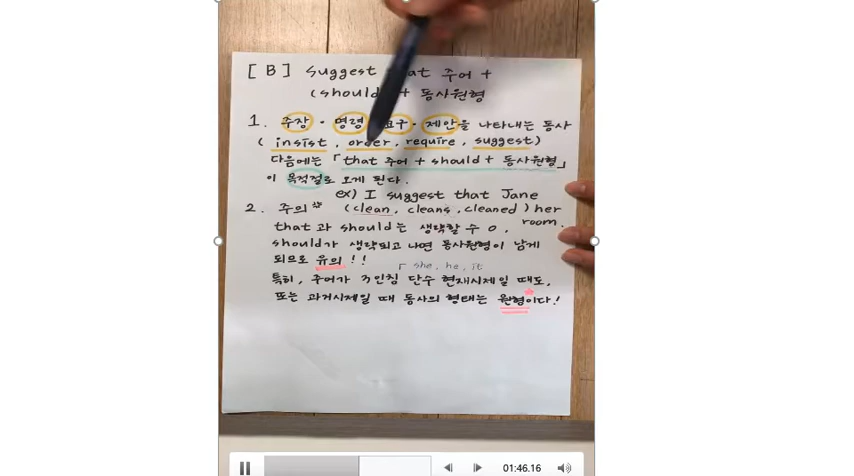 [B] suggest that 주어 +
(should) + 동사원형
1. 주장 · 명령 · 요구 · 제안을 나타내는 동사
(insist, order, require, suggest)
다음에는 「that 주어 + should + 동사원형」
이 목적절로 오게 된다.
ex) I suggest that Jane
(clean, cleans, cleaned) her room.
2. 주의 *
that과 should는 생략할 수 o,
should가 생략되고 나면 동사원형이 남게
되므로 유의!!
「she, he, it
특히, 주어가 3인칭 단수 현재시제일 때도,
또는 과거시제일 때 동사의 형태는 원형이다!
01:46.16